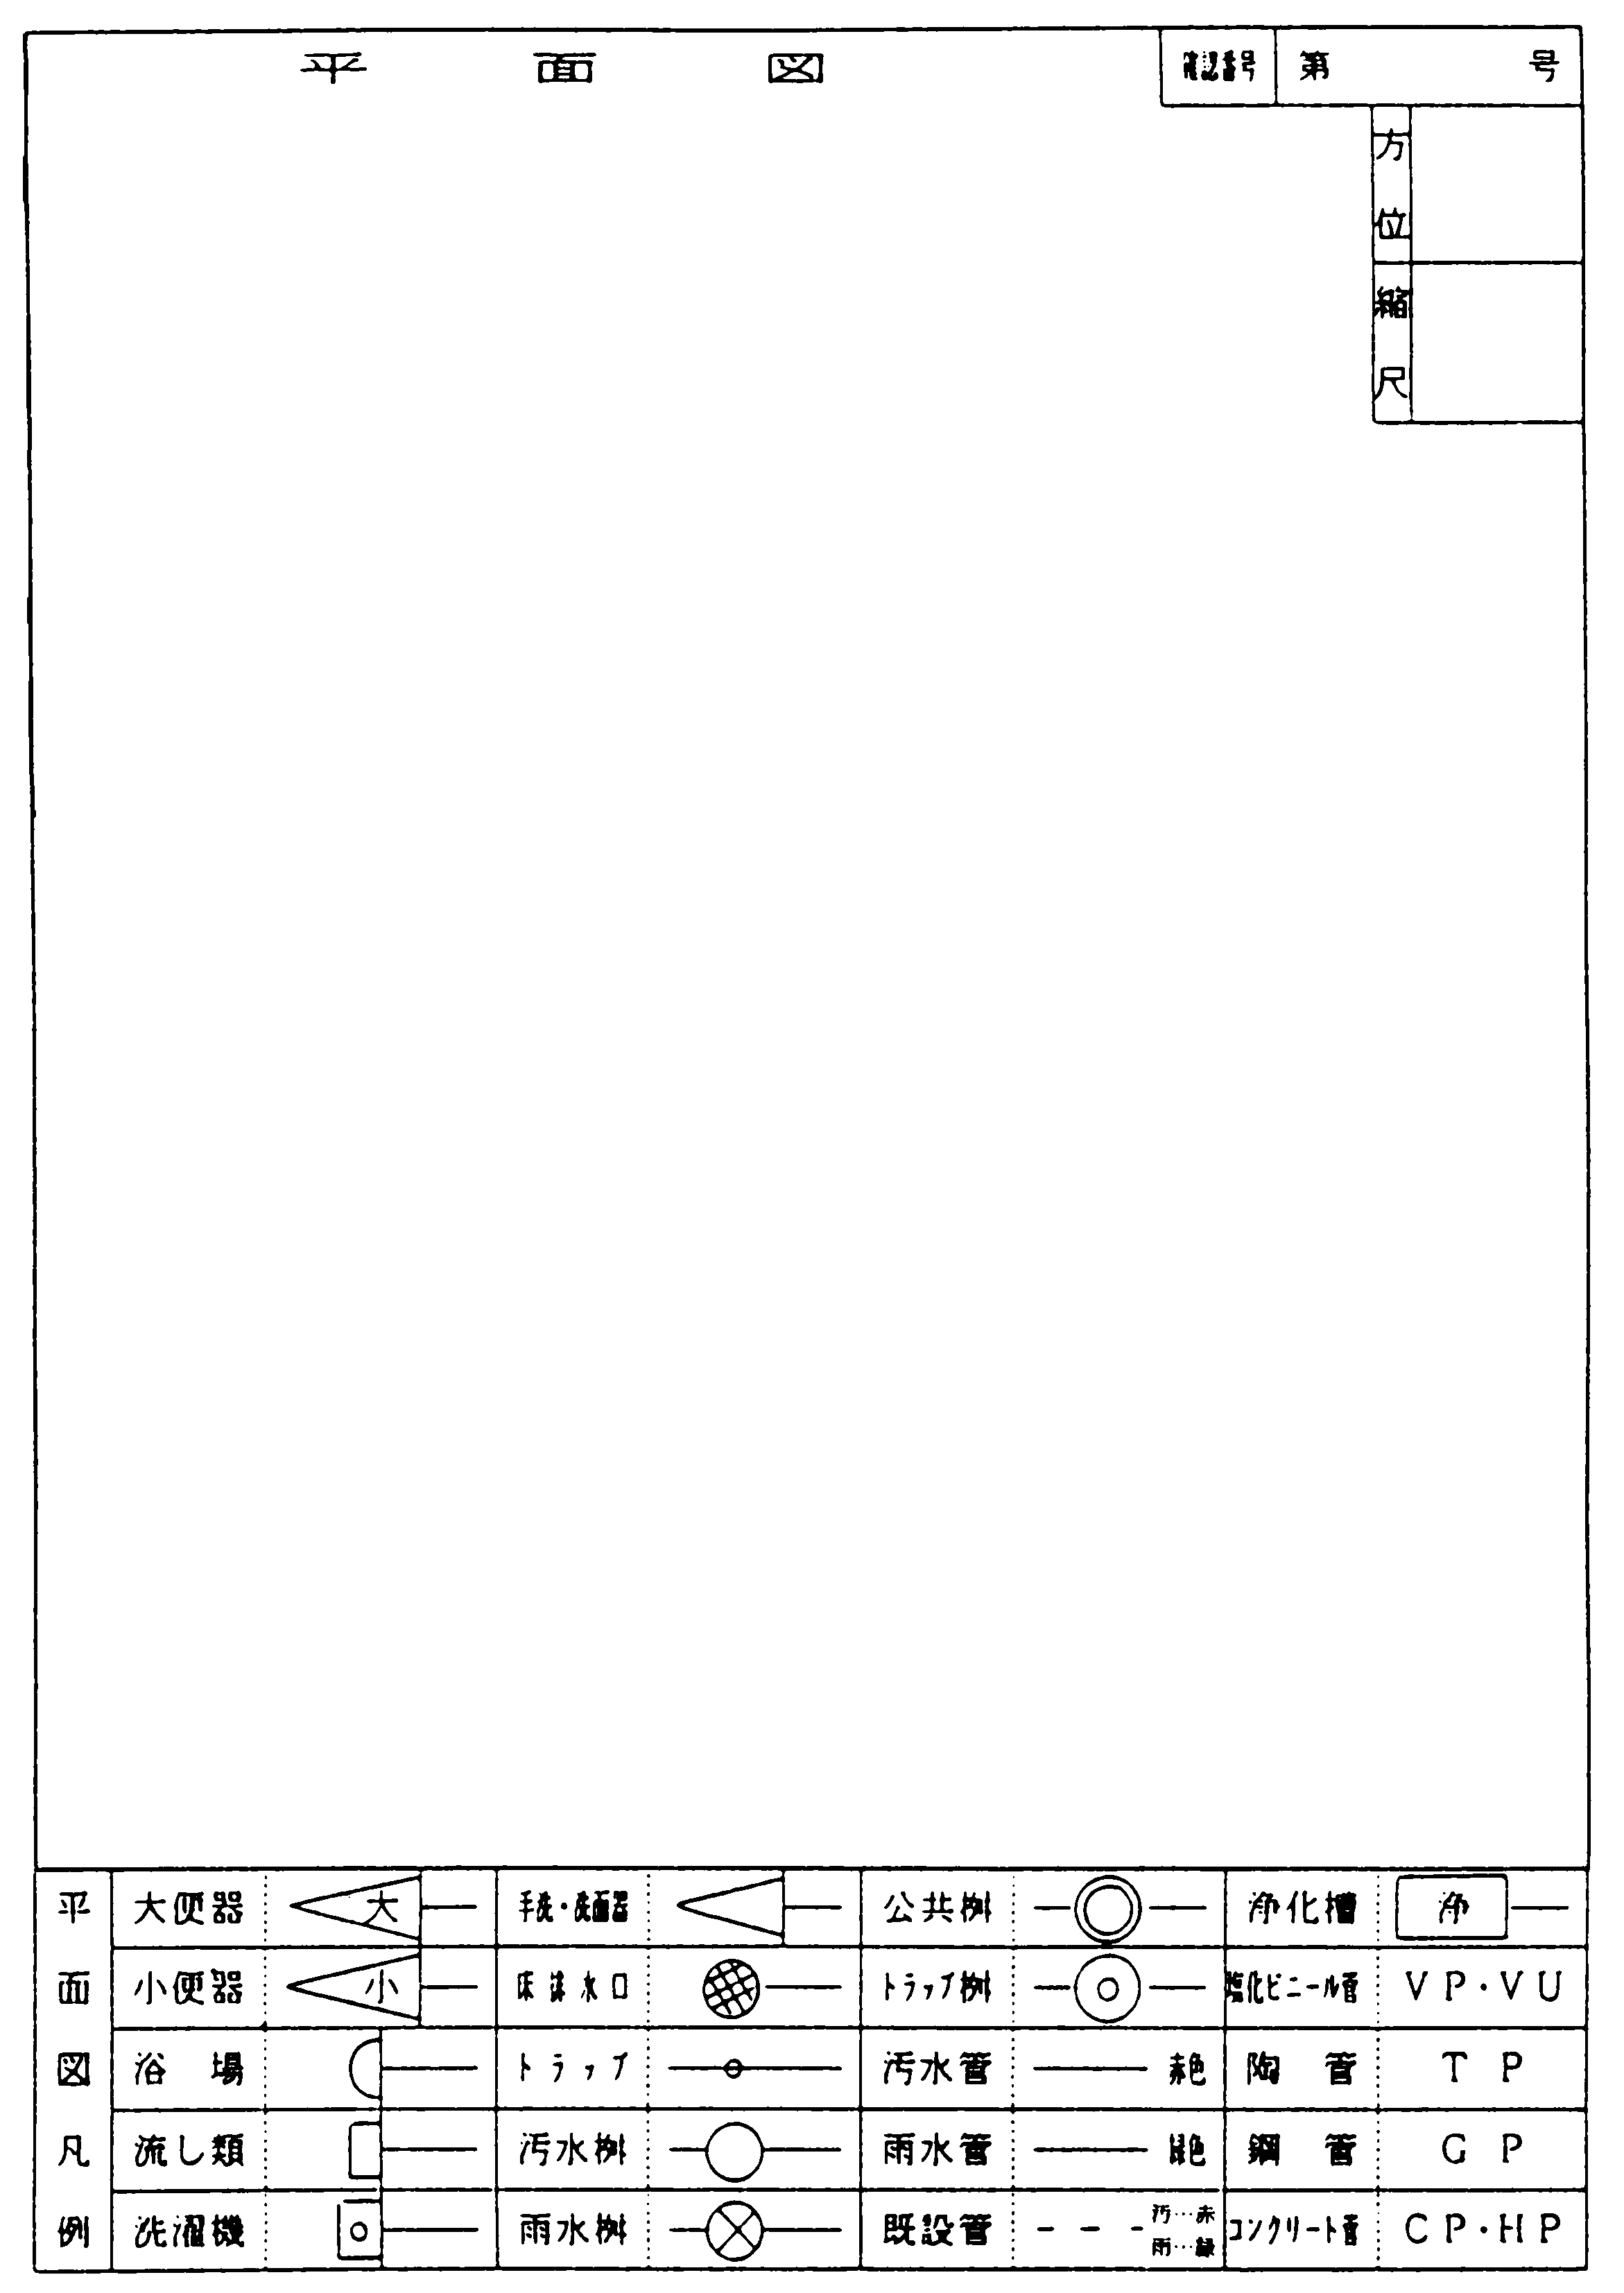 平面図
確認番号 第 号
方位
縮尺
平面図凡例
大便器 大 手洗・洗面器 公共桝 浄化槽 浄
小便器 小 床排水口 トラップ桝 塩化ビニール管 VP・VU
浴場 トラップ 汚水管 赤色 陶管 TP
流し類 汚水桝 雨水管 緑色 鋼管 GP
洗濯機 雨水桝 既設管 汚…赤 コンクリート管 CP・HP
雨…緑